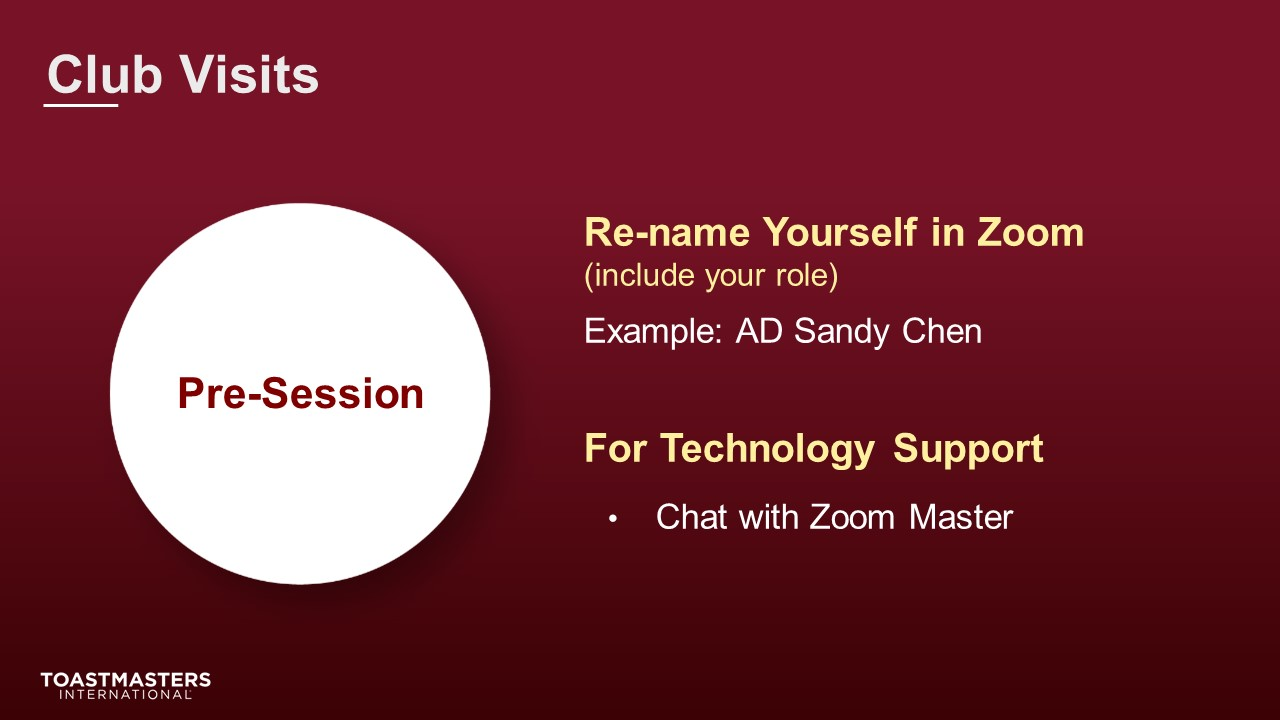 Club Visits
Pre-Session
Re-name Yourself in Zoom
(include your role)
Example: AD Sandy Chen
For Technology Support
• Chat with Zoom Master
TOASTMASTERS
INTERNATIONAL